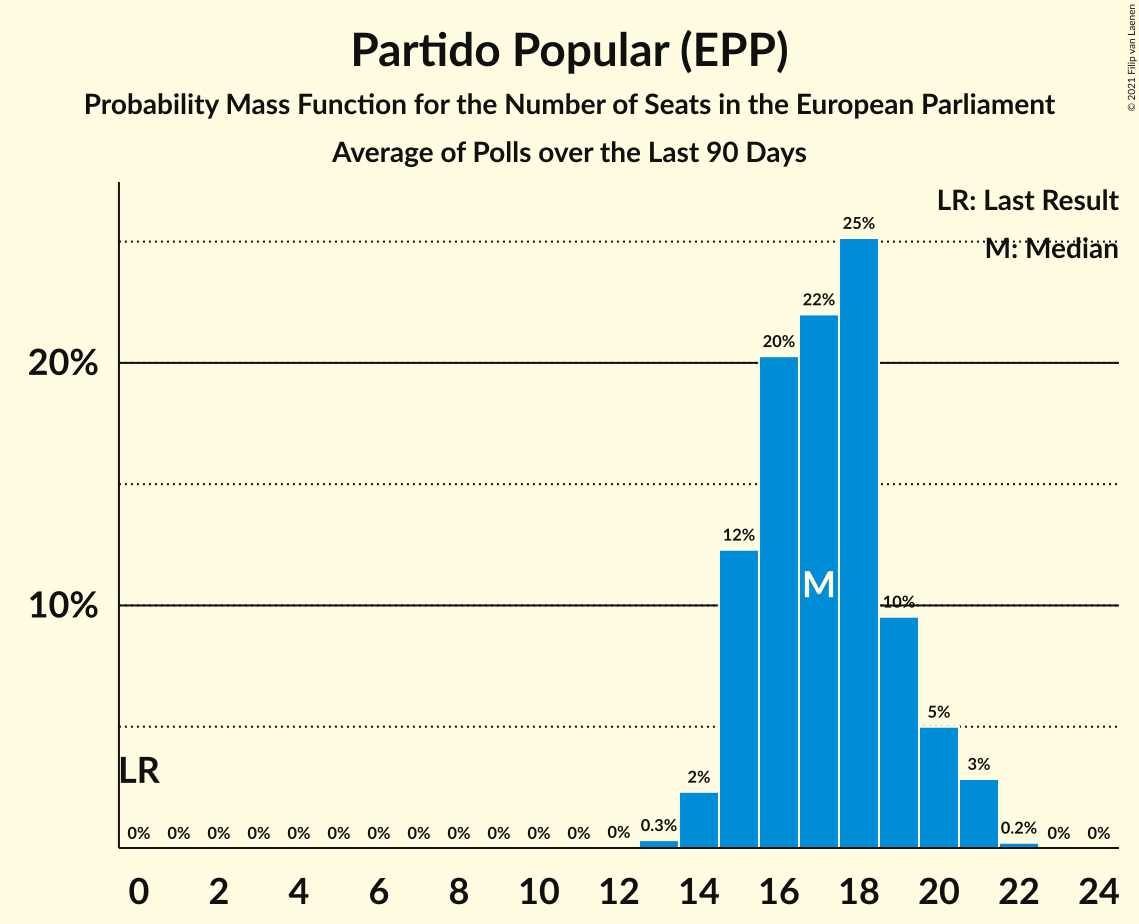 Partido Popular (EPP)
Probability Mass Function for the Number of Seats in the European Parliament
Average of Polls over the Last 90 Days
© 2021 Filip van Laenen
LR: Last Result
M: Median
25%
22%
20%
20%
12%
M
10%
10%
5%
LR
3%
2%
0% 0% 0% 0% 0% 0% 0% 0% 0% 0% 0% 0% 0% 0.3% 0.2% 0% 0%
0 2 4 6 8 10 12 14 16 18 20 22 24